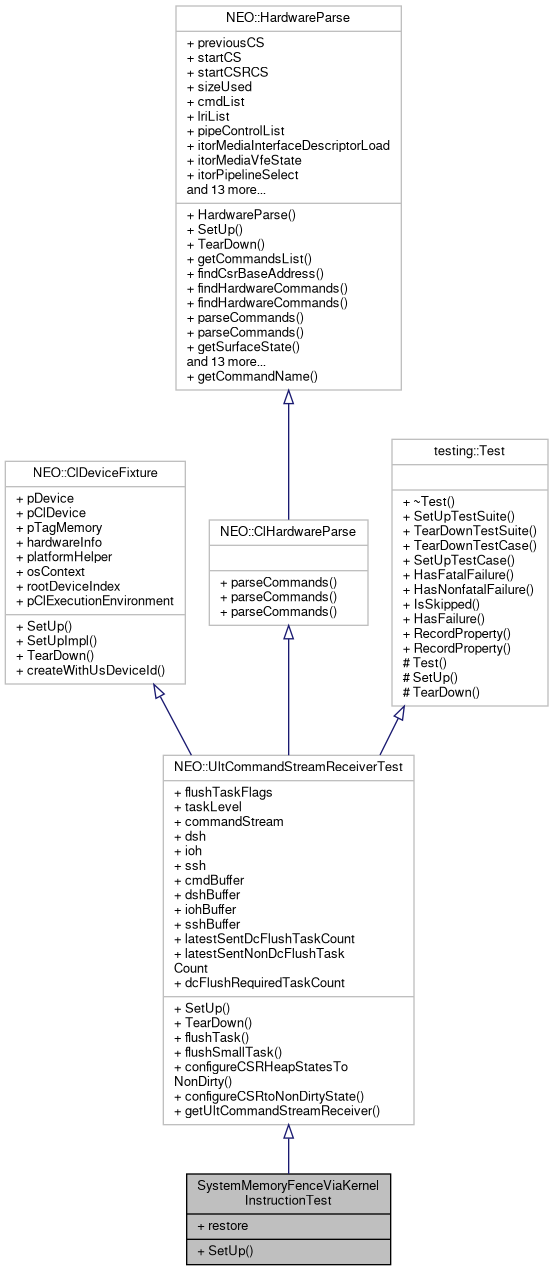 NEO::HardwareParse
+ previousCS
+ startCS
+ startCSRCS
+ sizeUsed
+ cmdList
+ lriList
+ pipeControlList
+ itorMediaInterfaceDescriptorLoad
+ itorMediaVfeState
+ itorPipelineSelect
and 13 more...
+ HardwareParse()
+ SetUp()
+ TearDown()
+ getCommandsList()
+ findCsrBaseAddress()
+ findHardwareCommands()
+ findHardwareCommands()
+ parseCommands()
+ parseCommands()
+ getSurfaceState()
and 13 more...
+ getCommandName()
NEO::ClDeviceFixture
+ pDevice
+ pClDevice
+ pTagMemory
+ hardwareInfo
+ platformHelper
+ osContext
+ rootDeviceIndex
+ pClExecutionEnvironment
+ SetUp()
+ SetUpImpl()
+ TearDown()
+ createWithUsDeviceId()
NEO::ClHardwareParse
+ parseCommands()
+ parseCommands()
+ parseCommands()
testing::Test
+ ~Test()
+ SetUpTestSuite()
+ TearDownTestSuite()
+ TearDownTestCase()
+ SetUpTestCase()
+ HasFatalFailure()
+ HasNonfatalFailure()
+ IsSkipped()
+ HasFailure()
+ RecordProperty()
+ RecordProperty()
# Test()
# SetUp()
# TearDown()
NEO::UltCommandStreamReceiverTest
+ flushTaskFlags
+ taskLevel
+ commandStream
+ dsh
+ ioh
+ ssh
+ cmdBuffer
+ dshBuffer
+ iohBuffer
+ sshBuffer
+ latestSentDcFlushTaskCount
+ latestSentNonDcFlushTask
Count
+ dcFlushRequiredTaskCount
+ SetUp()
+ TearDown()
+ flushTask()
+ flushSmallTask()
+ configureCSRHeapStatesTo
NonDirty()
+ configureCSRtoNonDirtyState()
+ getUltCommandStreamReceiver()
SystemMemoryFenceViaKernel
InstructionTest
+ restore
+ SetUp()